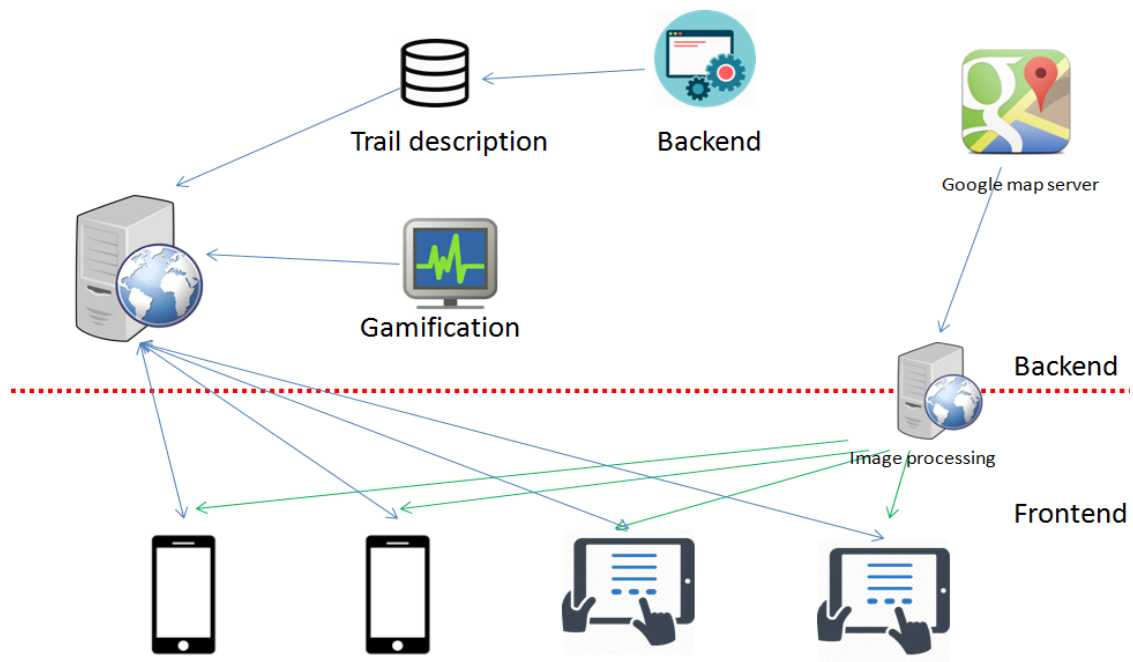 Trail description
Backend
Google map server
Gamification
Backend
Image processing
Frontend